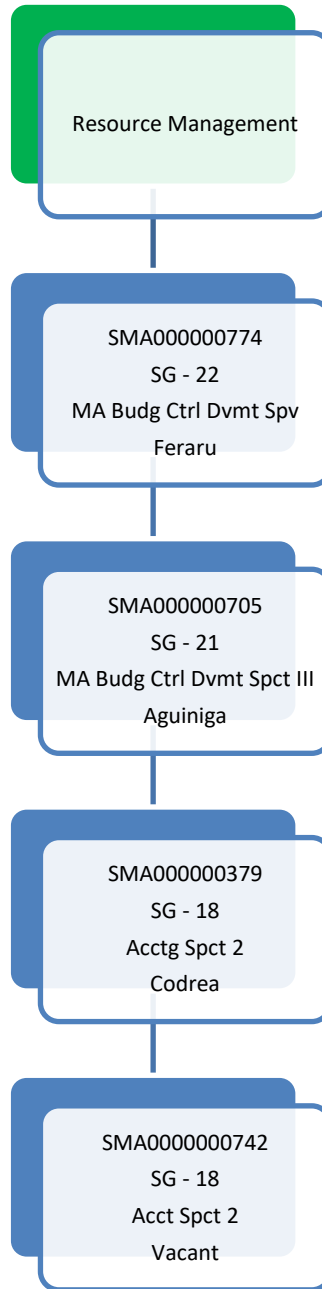 Resource Management
SMA000000774
SG - 22
MA Budg Ctrl Dvmt Spv
Feraru
SMA000000705
SG - 21
MA Budg Ctrl Dvmt Spct III
Aguiniga
SMA000000379
SG - 18
Acctg Spct 2
Codrea
SMA0000000742
SG - 18
Acct Spct 2
Vacant